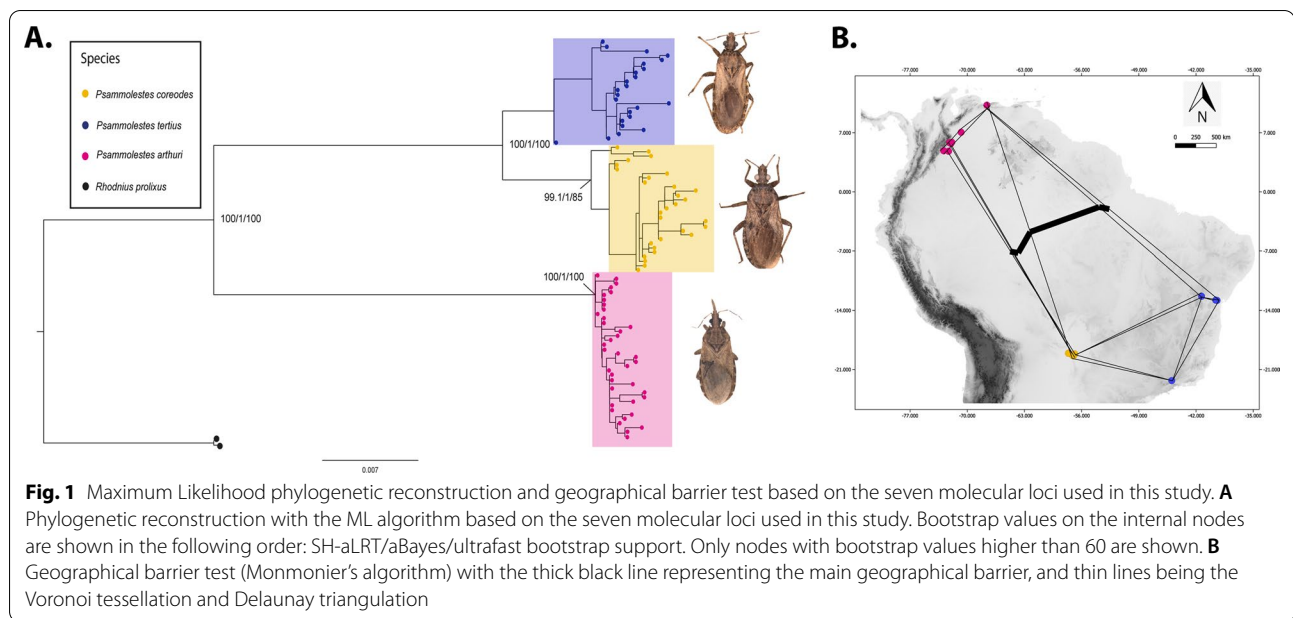 A.
Species
Psammolestes coreodes
Psammolestes tertius
Psammolestes arthuri
Rhodnius prolixus
100/1/100
100/1/100
99.1/1/85
100/1/100
0.007
B.
-77.000 -70.000 -63.000 -56.000 -49.000 -42.000 -35.000
N
0 250 500 km
7.000 7.000
0.000 0.000
-7.000 -7.000
-14.000 -14.000
-21.000 -21.000
-77.000 -70.000 -63.000 -56.000 -49.000 -42.000 -35.000
Fig. 1 Maximum Likelihood phylogenetic reconstruction and geographical barrier test based on the seven molecular loci used in this study. A
Phylogenetic reconstruction with the ML algorithm based on the seven molecular loci used in this study. Bootstrap values on the internal nodes
are shown in the following order: SH-aLRT/aBayes/ultrafast bootstrap support. Only nodes with bootstrap values higher than 60 are shown. B
Geographical barrier test (Monmonier's algorithm) with the thick black line representing the main geographical barrier, and thin lines being the
Voronoi tessellation and Delaunay triangulation